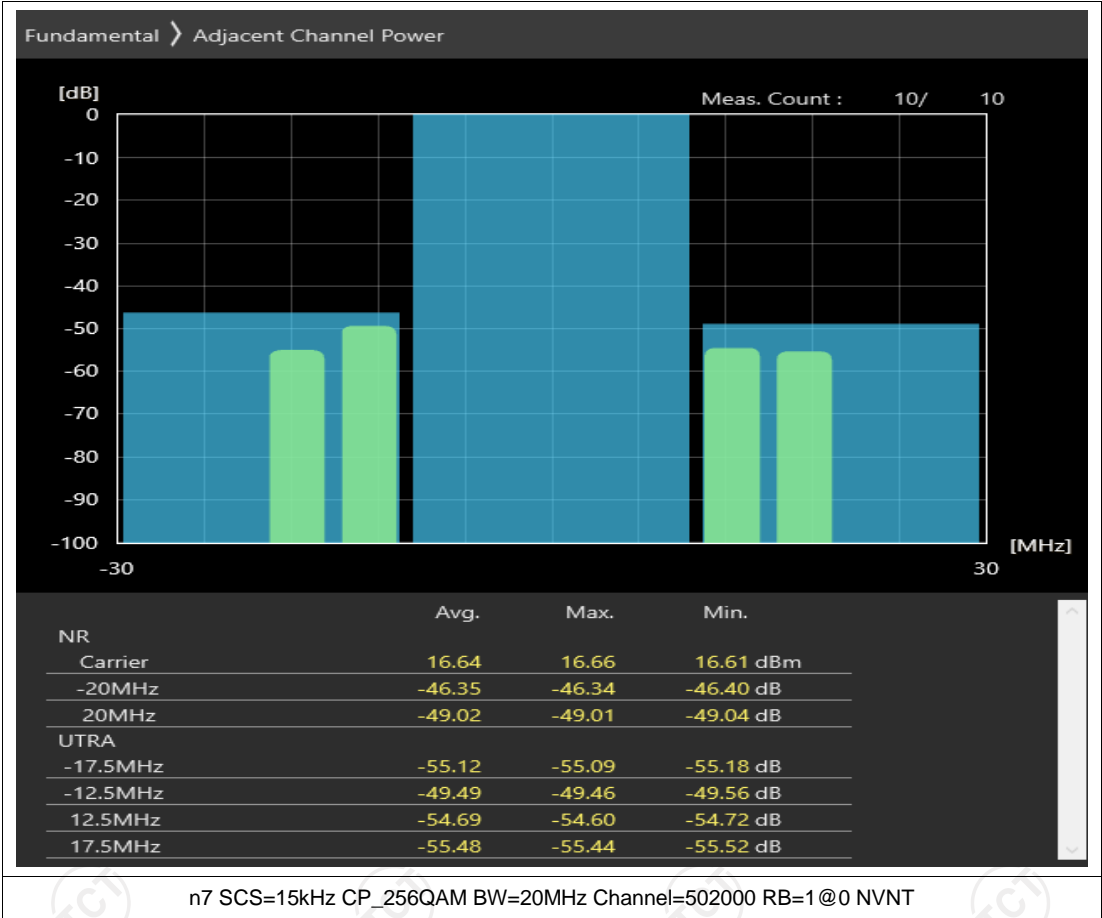 Fundamental ❯ Adjacent Channel Power
[dB]
Meas. Count : 10/ 10
0
-10
-20
-30
-40
-50
-60
-70
-80
-90
-100
[MHz]
-30 30
Avg. Max. Min.
NR
Carrier 16.64 16.66 16.61 dBm
-20MHz -46.35 -46.34 -46.40 dB
20MHz -49.02 -49.01 -49.04 dB
UTRA
-17.5MHz -55.12 -55.09 -55.18 dB
-12.5MHz -49.49 -49.46 -49.56 dB
12.5MHz -54.69 -54.60 -54.72 dB
17.5MHz -55.48 -55.44 -55.52 dB
n7 SCS=15kHz CP_256QAM BW=20MHz Channel=502000 RB=1@0 NVNT
TCT TCT TCT TCT